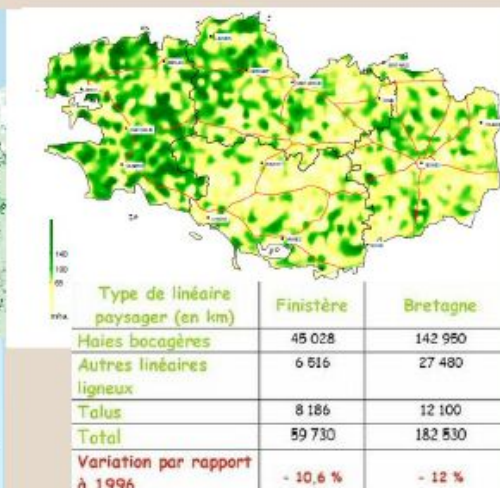 140
100
65
m/ha
Type de linéaire
paysager (en km)
Finistère
Bretagne
Haies bocagères
45 028
142 950
Autres linéaires
ligneux
6 516
27 480
Talus
8 186
12 100
Total
59 730
182 530
Variation par rapport
à 1996
- 10,6 %
- 12 %